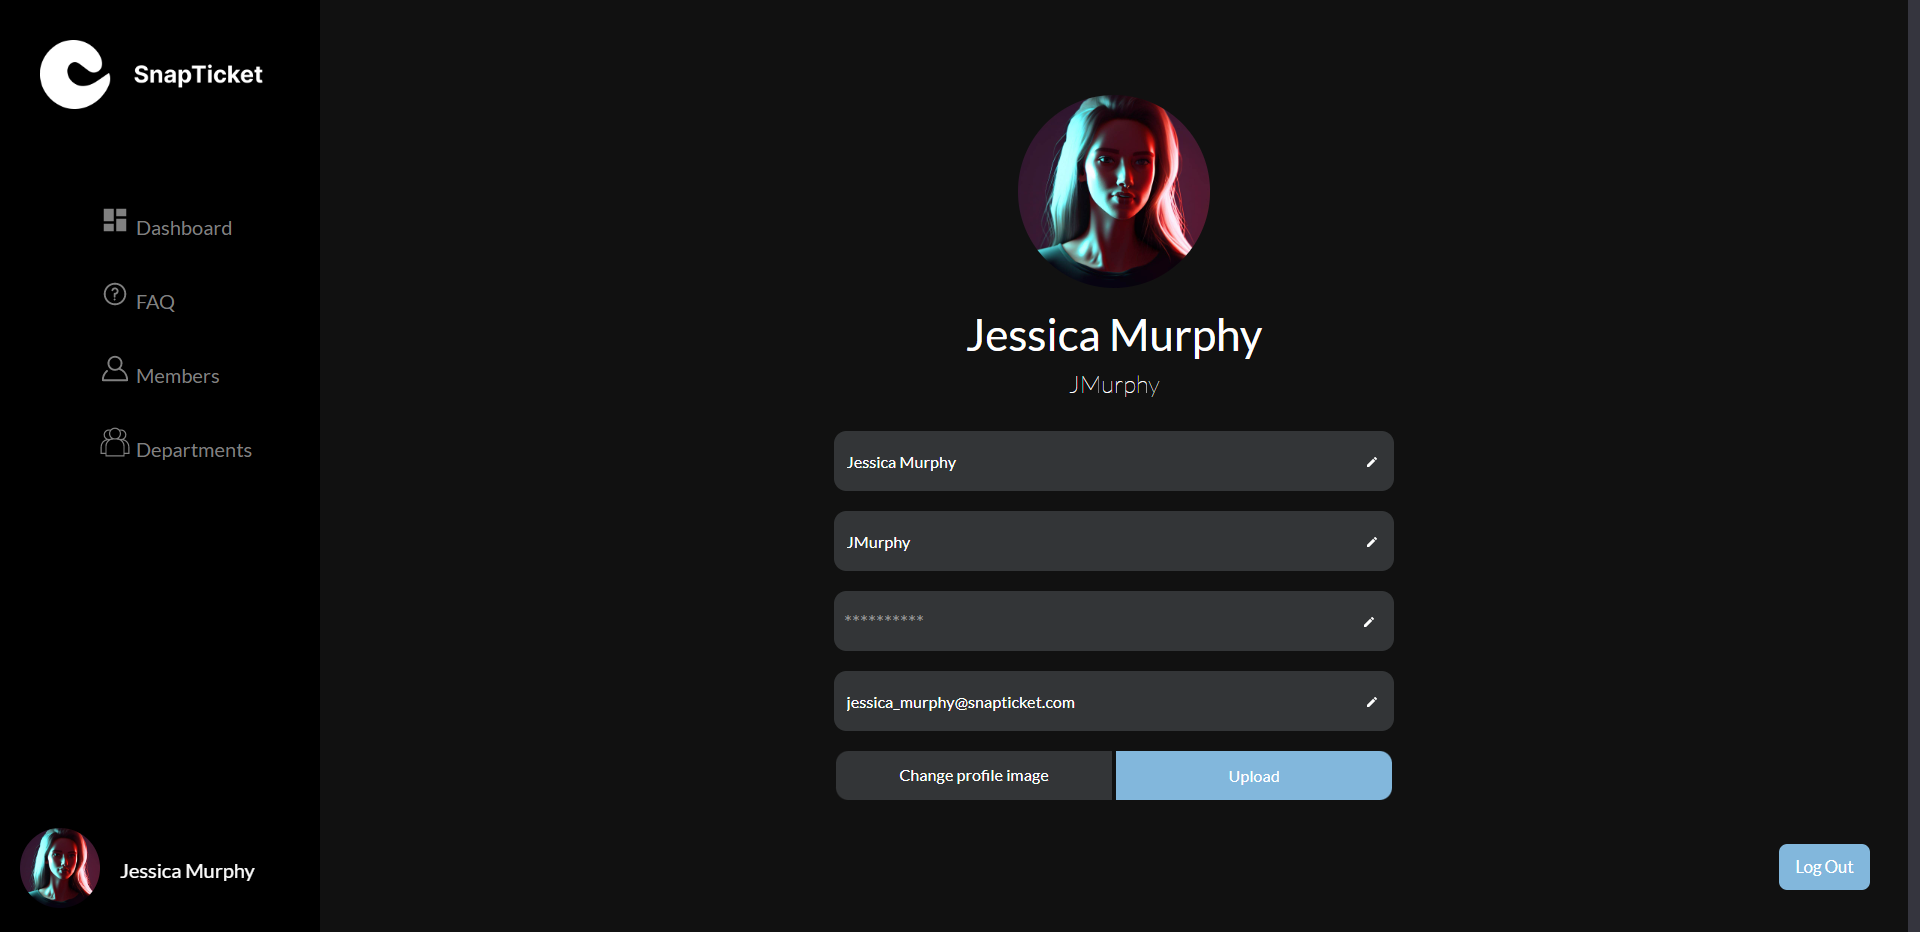 SnapTicket
Dashboard
FAQ
Members
Departments
Jessica Murphy
Jessica Murphy
JMurphy
Jessica Murphy
JMurphy
**********
jessica_murphy@snapticket.com
Change profile image
Upload
Log Out